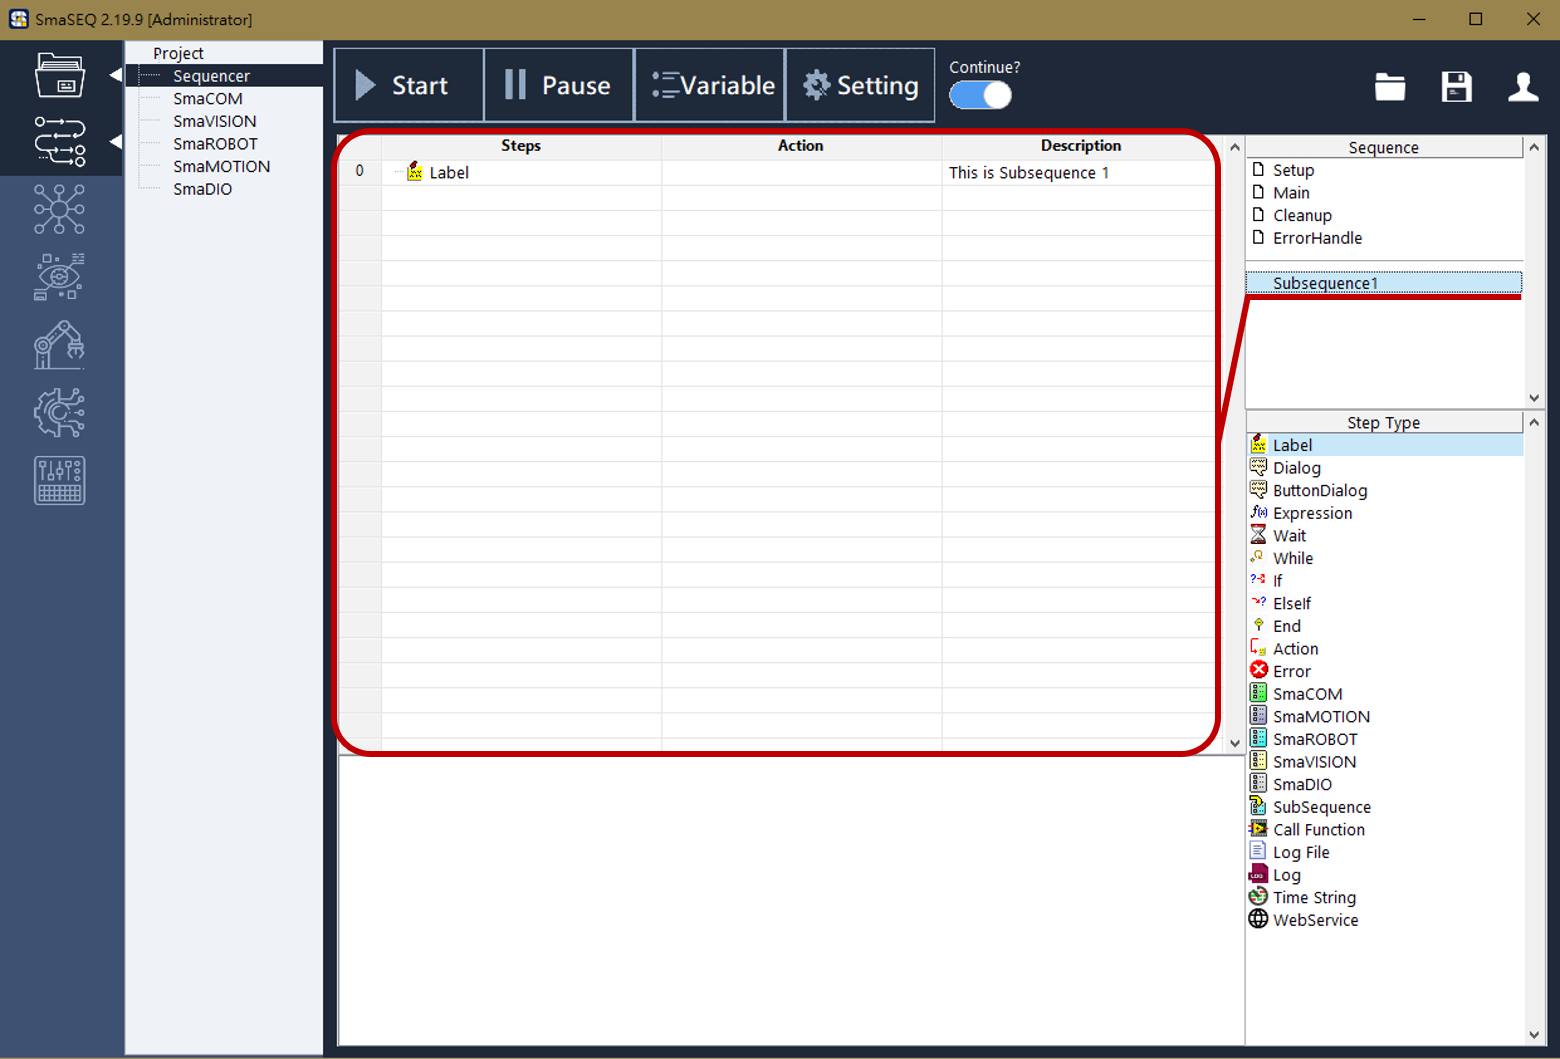 SmaSEQ 2.19.9 [Administrator]
Project
Sequencer
SmaCOM
SmaVISION
SmaROBOT
SmaMOTION
SmaDIO
Start
Pause
Variable
Setting
Continue?
Steps Action Description
0 Label This is Subsequence 1
Sequence
Setup
Main
Cleanup
ErrorHandle
Subsequence1
Step Type
Label
Dialog
ButtonDialog
Expression
Wait
While
If
ElseIf
End
Action
Error
SmaCOM
SmaMOTION
SmaROBOT
SmaVISION
SmaDIO
SubSequence
Call Function
Log File
Log
Time String
WebService